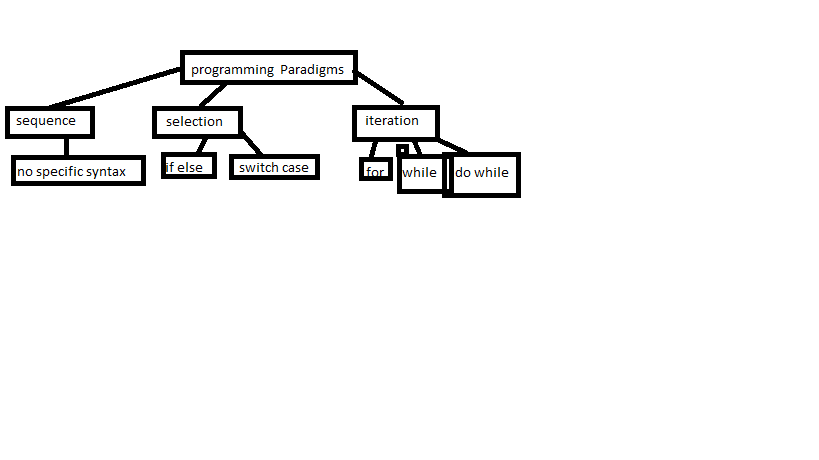 programming Paradigms
sequence
selection
iteration
no specific syntax
if else
switch case
for
while
do while